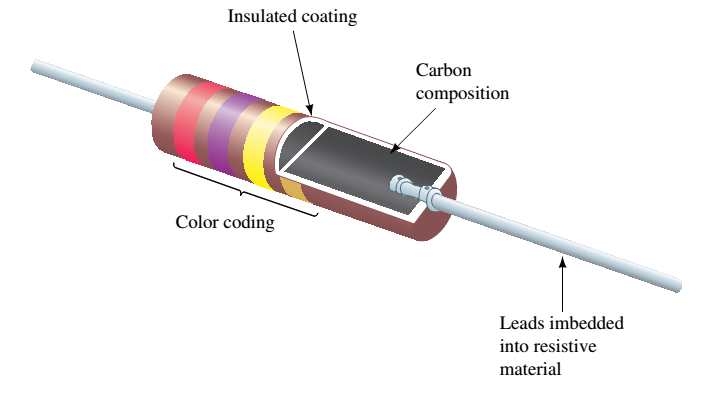 Insulated coating
Carbon
composition
Color coding
Leads imbedded
into resistive
material